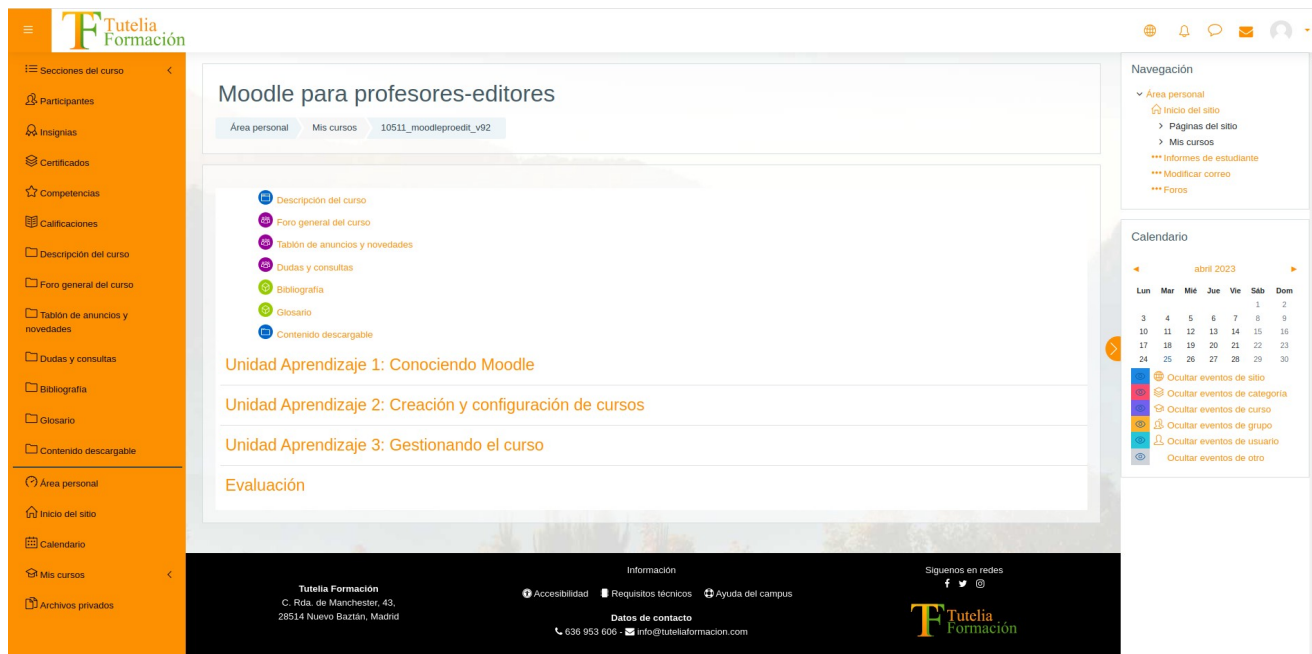 Tutelia
Formación
Secciones del curso
Participantes
Insignias
Certificados
Competencias
Calificaciones
Descripción del curso
Foro general del curso
Tablón de anuncios y
novedades
Dudas y consultas
Bibliografía
Glosario
Contenido descargable
Área personal
Inicio del sitio
Calendario
Mis cursos
Archivos privados
Moodle para profesores-editores
Área personal Mis cursos 10511_moodleproedit_v92
Descripción del curso
Foro general del curso
Tablón de anuncios y novedades
Dudas y consultas
Bibliografía
Glosario
Contenido descargable
Unidad Aprendizaje 1: Conociendo Moodle
Unidad Aprendizaje 2: Creación y configuración de cursos
Unidad Aprendizaje 3: Gestionando el curso
Evaluación
Navegación
Área personal
Inicio del sitio
Páginas del sitio
Mis cursos
Informes de estudiante
Modificar correo
Foros
Calendario
abril 2023
Lun Mar Mié Jue Vie Sáb Dom
1 2
3 4 5 6 7 8 9
10 11 12 13 14 15 16
17 18 19 20 21 22 23
24 25 26 27 28 29 30
Ocultar eventos de sitio
Ocultar eventos de categoría
Ocultar eventos de curso
Ocultar eventos de grupo
Ocultar eventos de usuario
Ocultar eventos de otro
Tutelia Formación
C. Rda. de Manchester, 43,
28514 Nuevo Baztán, Madrid
Información
Accesibilidad Requisitos técnicos Ayuda del campus
Datos de contacto
636 953 606 - info@tuteliaformacion.com
Siguenos en redes
Tutelia
Formación